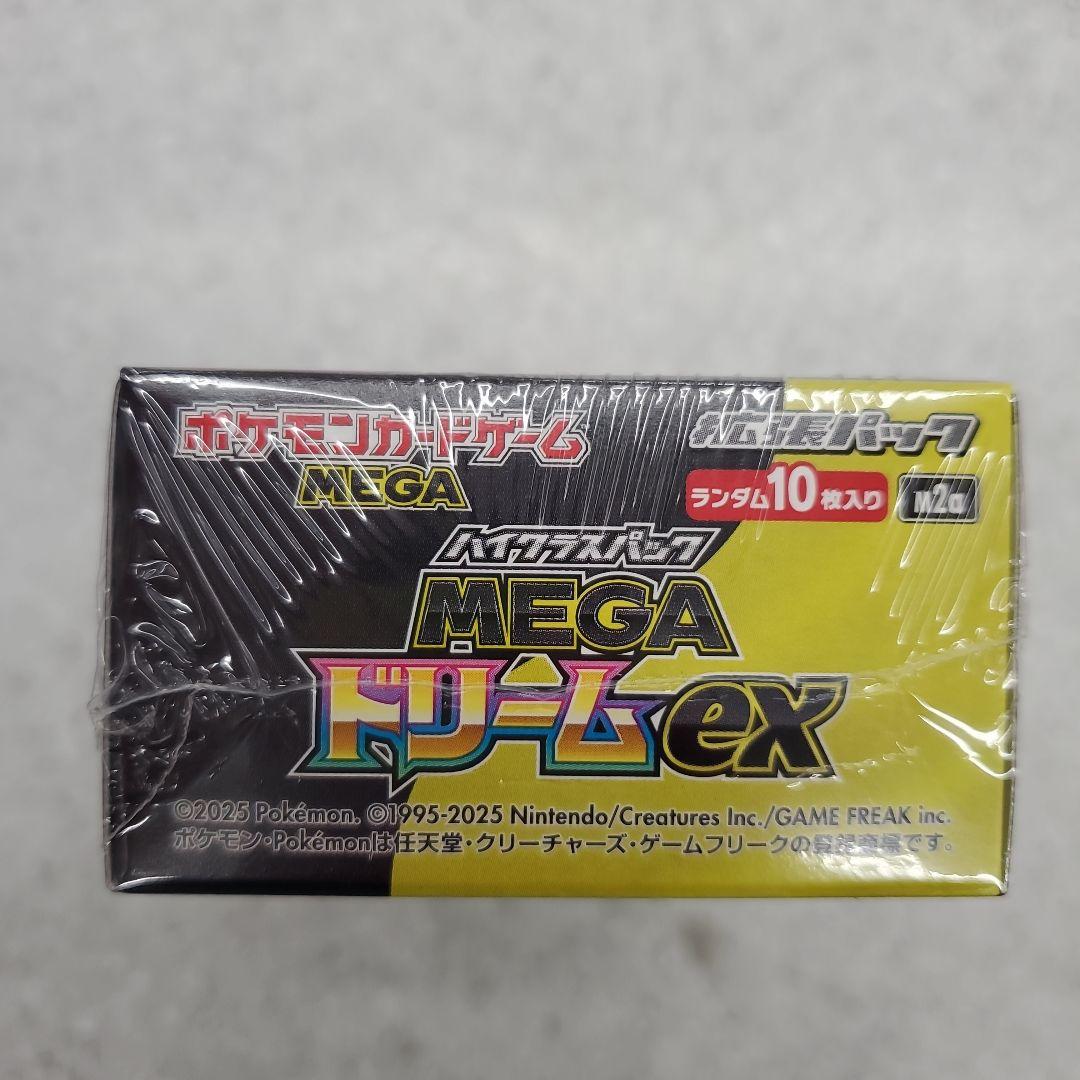 ポケモンカードゲーム
MEGA
拡張パック
ランダム10枚入り M2a
ハイクラスパック
MEGA
ドリームex
©2025 Pokémon. ©1995-2025 Nintendo/Creatures Inc./GAME FREAK inc.
ポケモン・Pokémonは任天堂・クリーチャーズ・ゲームフリークの登録商標です。